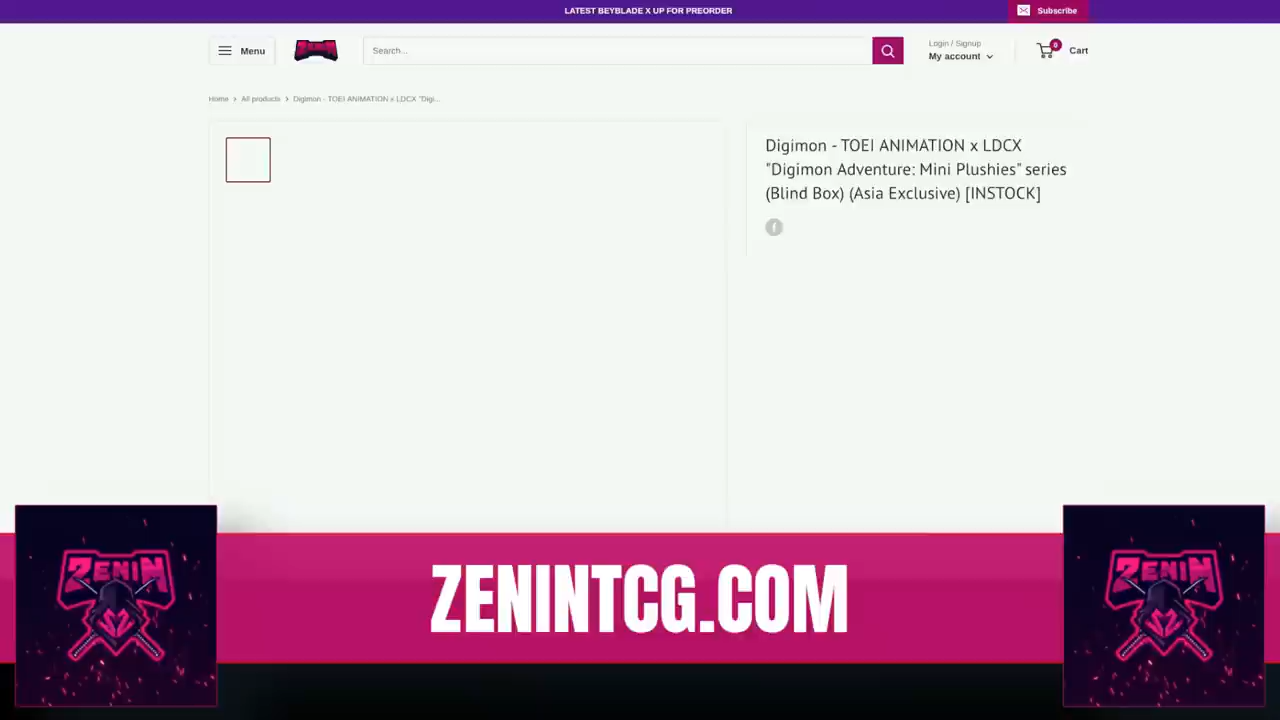 LATEST BEYBLADE X UP FOR PREORDER
Subscribe
Menu
ZENIN
Search...
Login / Signup
My account
0
Cart
Home > All products > Digimon - TOEI ANIMATION x LDCX "Digi...
Digimon - TOEI ANIMATION x LDCX
"Digimon Adventure: Mini Plushies" series
(Blind Box) (Asia Exclusive) [INSTOCK]
f
ZENIN
ZENINTCG.COM
ZENIN